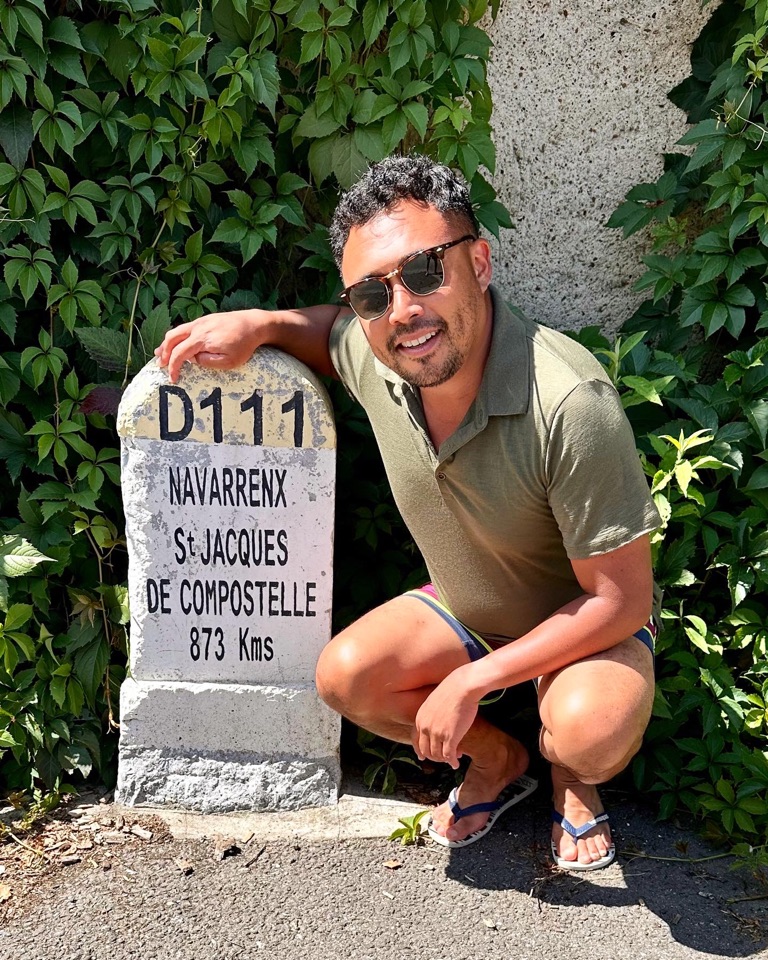 D111
NAVARRENX
St JACQUES
DE COMPOSTELLE
873 Kms